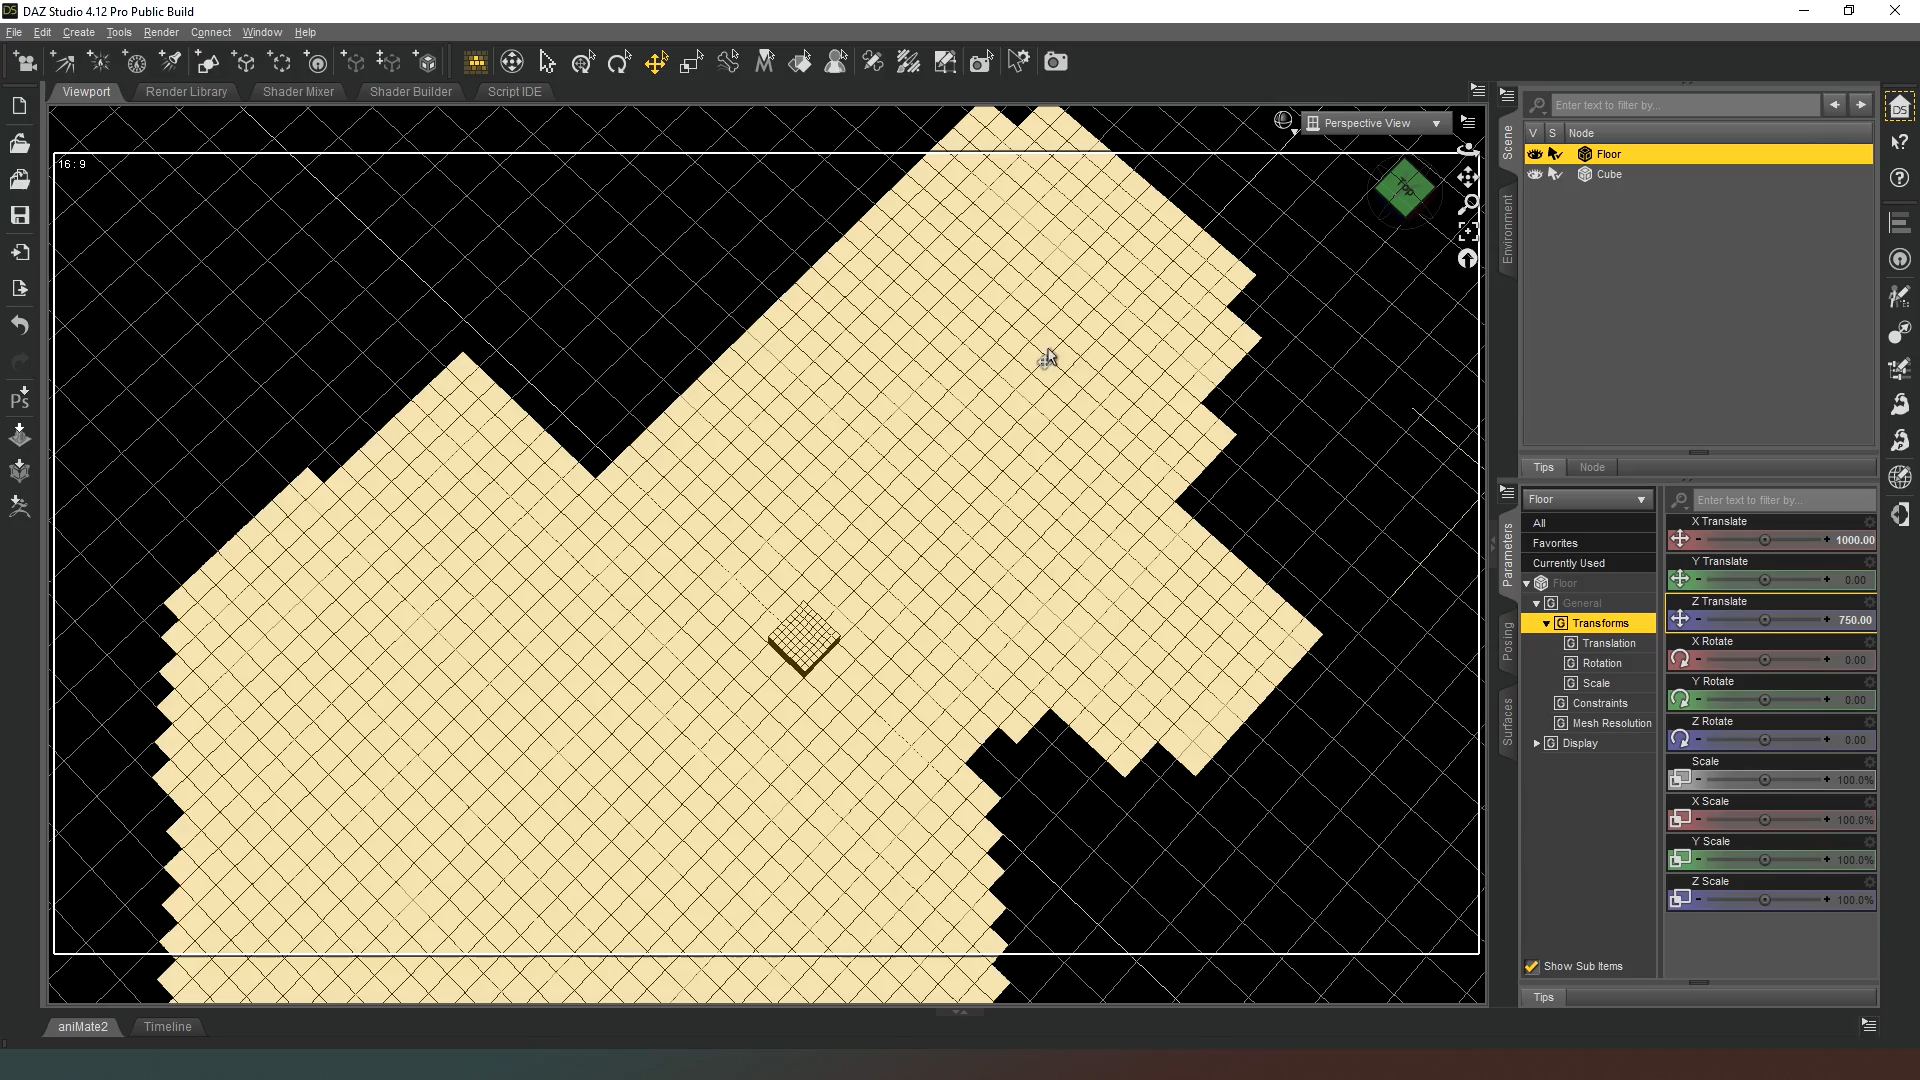 DAZ Studio 4.12 Pro Public Build
File Edit Create Tools Render Connect Window Help
Viewport Render Library Shader Mixer Shader Builder Script IDE
16 : 9
Perspective View
Top
Scene
Environment
Enter text to filter by...
V S Node
Floor
Cube
Tips Node
Parameters
Posing
Surfaces
Floor
All
Favorites
Currently Used
Floor
General
Transforms
Translation
Rotation
Scale
Constraints
Mesh Resolution
Display
Show Sub Items
Enter text to filter by...
X Translate
1000.00
Y Translate
0.00
Z Translate
750.00
X Rotate
0.00
Y Rotate
0.00
Z Rotate
0.00
Scale
100.0%
X Scale
100.0%
Y Scale
100.0%
Z Scale
100.0%
Tips
aniMate2 Timeline
Ps
DS